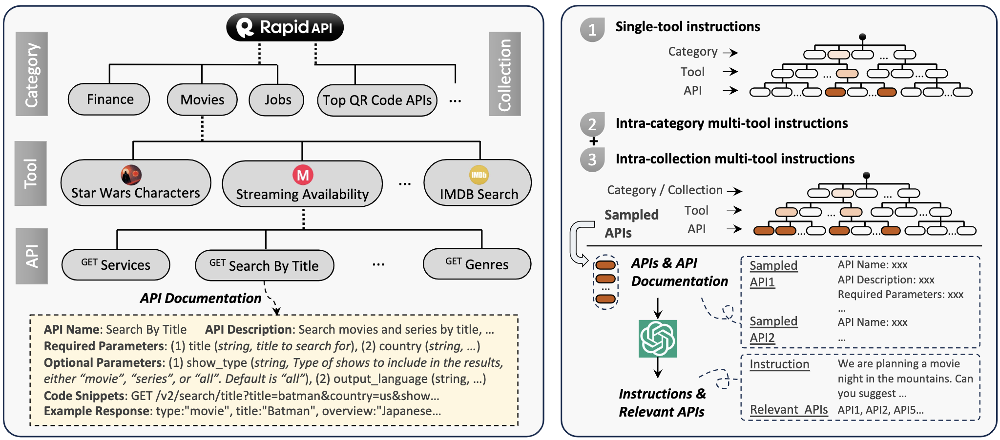 Rapid API
Category
Collection
Finance
Movies
Jobs
Top QR Code APIs
...
Tool
Star Wars Characters
M
Streaming Availability
...
IMDb
IMDB Search
API
GET Services
GET Search By Title
...
GET Genres
API Documentation
API Name: Search By Title API Description: Search movies and series by title, ...
Required Parameters: (1) title (string, title to search for), (2) country (string, ...)
Optional Parameters: (1) show_type (string, Type of shows to include in the results,
either “movie”, “series”, or “all”. Default is “all”), (2) output_language (string, ...)
Code Snippets: GET /v2/search/title?title=batman&country=us&show...
Example Response: type:"movie", title:"Batman", overview:"Japanese...
1 Single-tool instructions
Category
...
Tool
... ...
API
... ... ...
2 Intra-category multi-tool instructions
+
3 Intra-collection multi-tool instructions
Category / Collection
...
Tool
... ...
API
... ... ...
Sampled
APIs
...
APIs & API
Documentation
Sampled
API1
API Name: xxx
API Description: xxx
Required Parameters: xxx
...
Sampled
API2
API Name: xxx
...
Instructions &
Relevant APIs
Instruction
We are planning a movie
night in the mountains. Can
you suggest ...
Relevant APIs
API1, API2, API5...